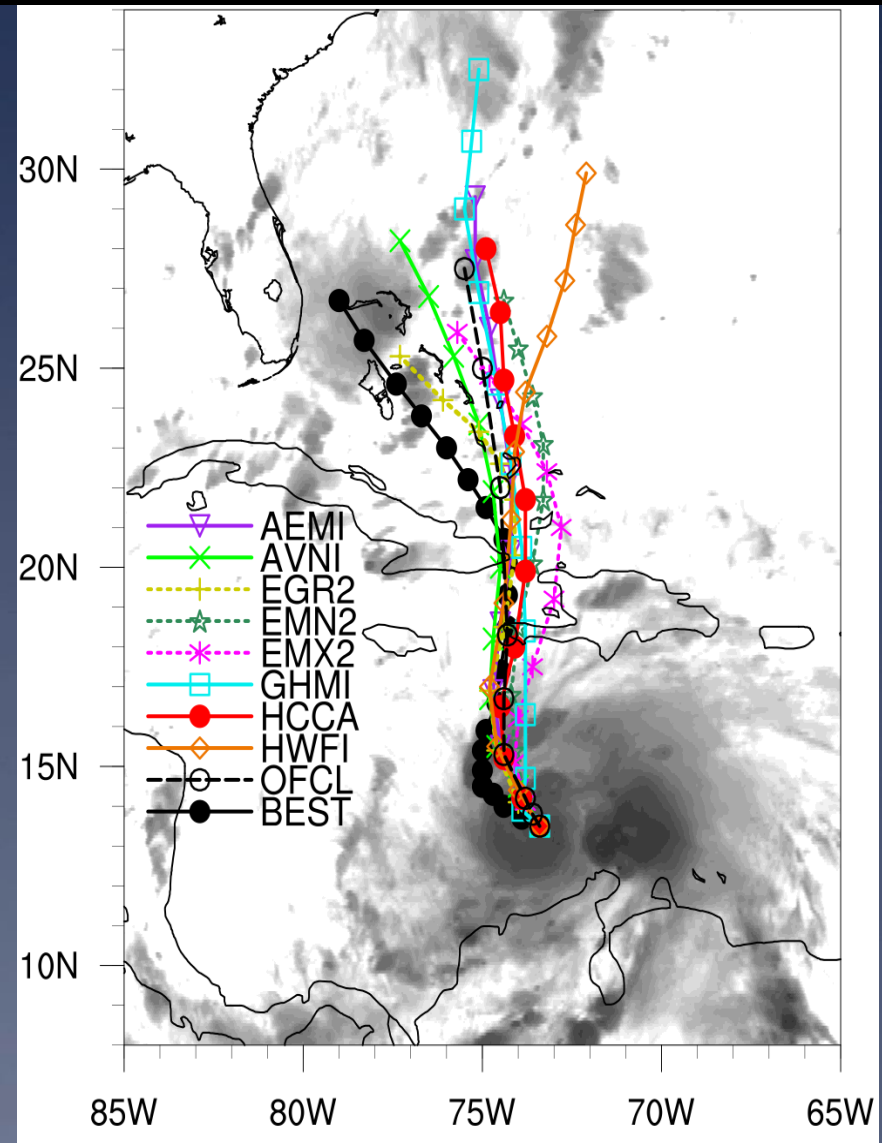 30N
25N
20N
15N
10N
AEMI
AVNI
EGR2
EMN2
EMX2
GHMI
HCCA
HWFI
OFCL
BEST
85W 80W 75W 70W 65W